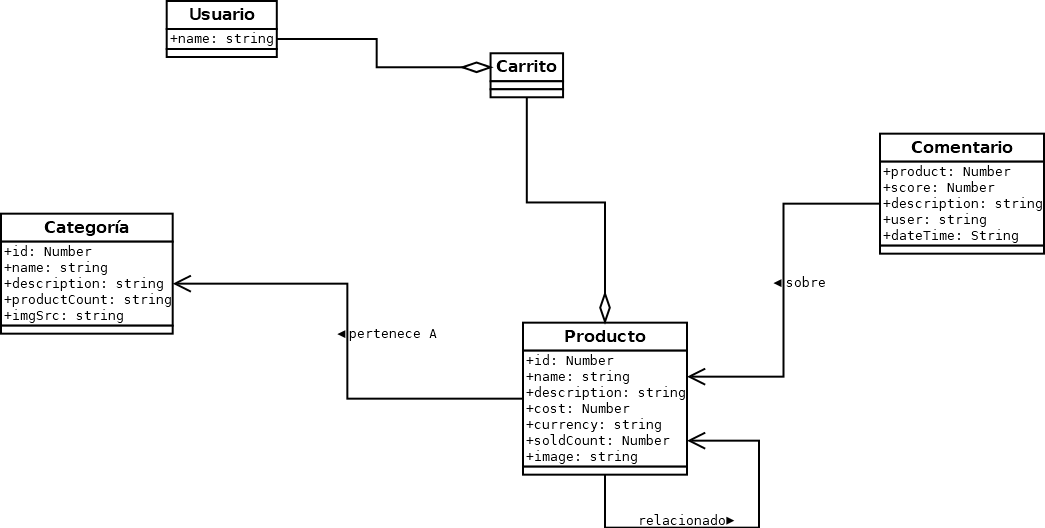 Usuario
+name: string
Carrito
Comentario
+product: Number
+score: Number
+description: string
+user: string
+dateTime: String
Categoría
+id: Number
+name: string
+description: string
+productCount: string
+imgSrc: string
sobre
pertenece A
Producto
+id: Number
+name: string
+description: string
+cost: Number
+currency: string
+soldCount: Number
+image: string
relacionado